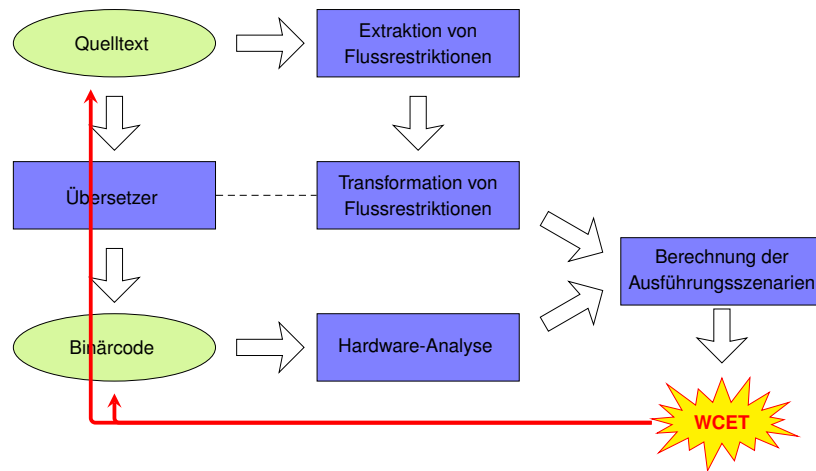 Quelltext
Extraktion von
Flussrestriktionen
Übersetzer
Transformation von
Flussrestriktionen
Berechnung der
Ausführungsszenarien
Binärcode
Hardware-Analyse
WCET